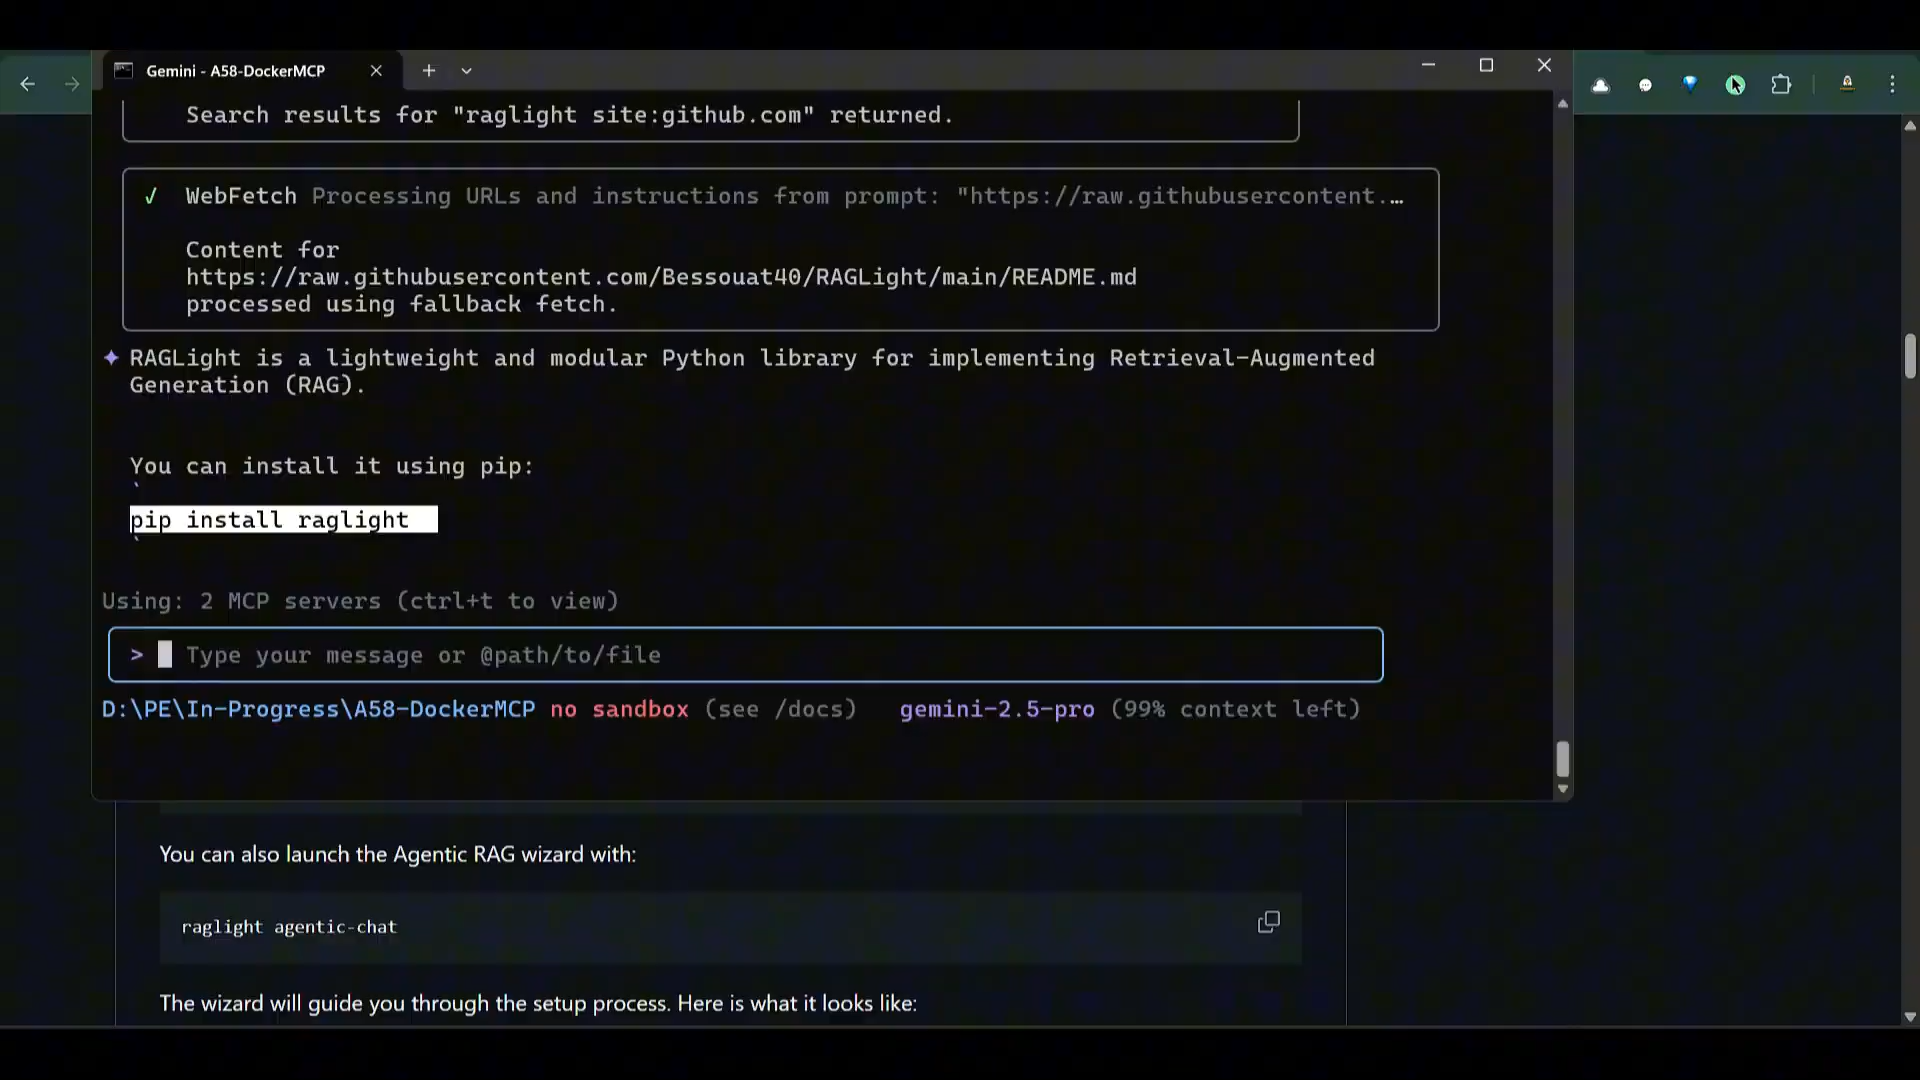 Gemini - A58-DockerMCP
Search results for "raglight site:github.com" returned.
✓ WebFetch Processing URLs and instructions from prompt: "https://raw.githubusercontent.…
Content for
https://raw.githubusercontent.com/Bessouat40/RAGLight/main/README.md
processed using fallback fetch.
✦ RAGLight is a lightweight and modular Python library for implementing Retrieval-Augmented
Generation (RAG).
You can install it using pip:
`
pip install raglight
`
Using: 2 MCP servers (ctrl+t to view)
> Type your message or @path/to/file
D:\PE\In-Progress\A58-DockerMCP no sandbox (see /docs) gemini-2.5-pro (99% context left)
You can also launch the Agentic RAG wizard with:
raglight agentic-chat
The wizard will guide you through the setup process. Here is what it looks like: